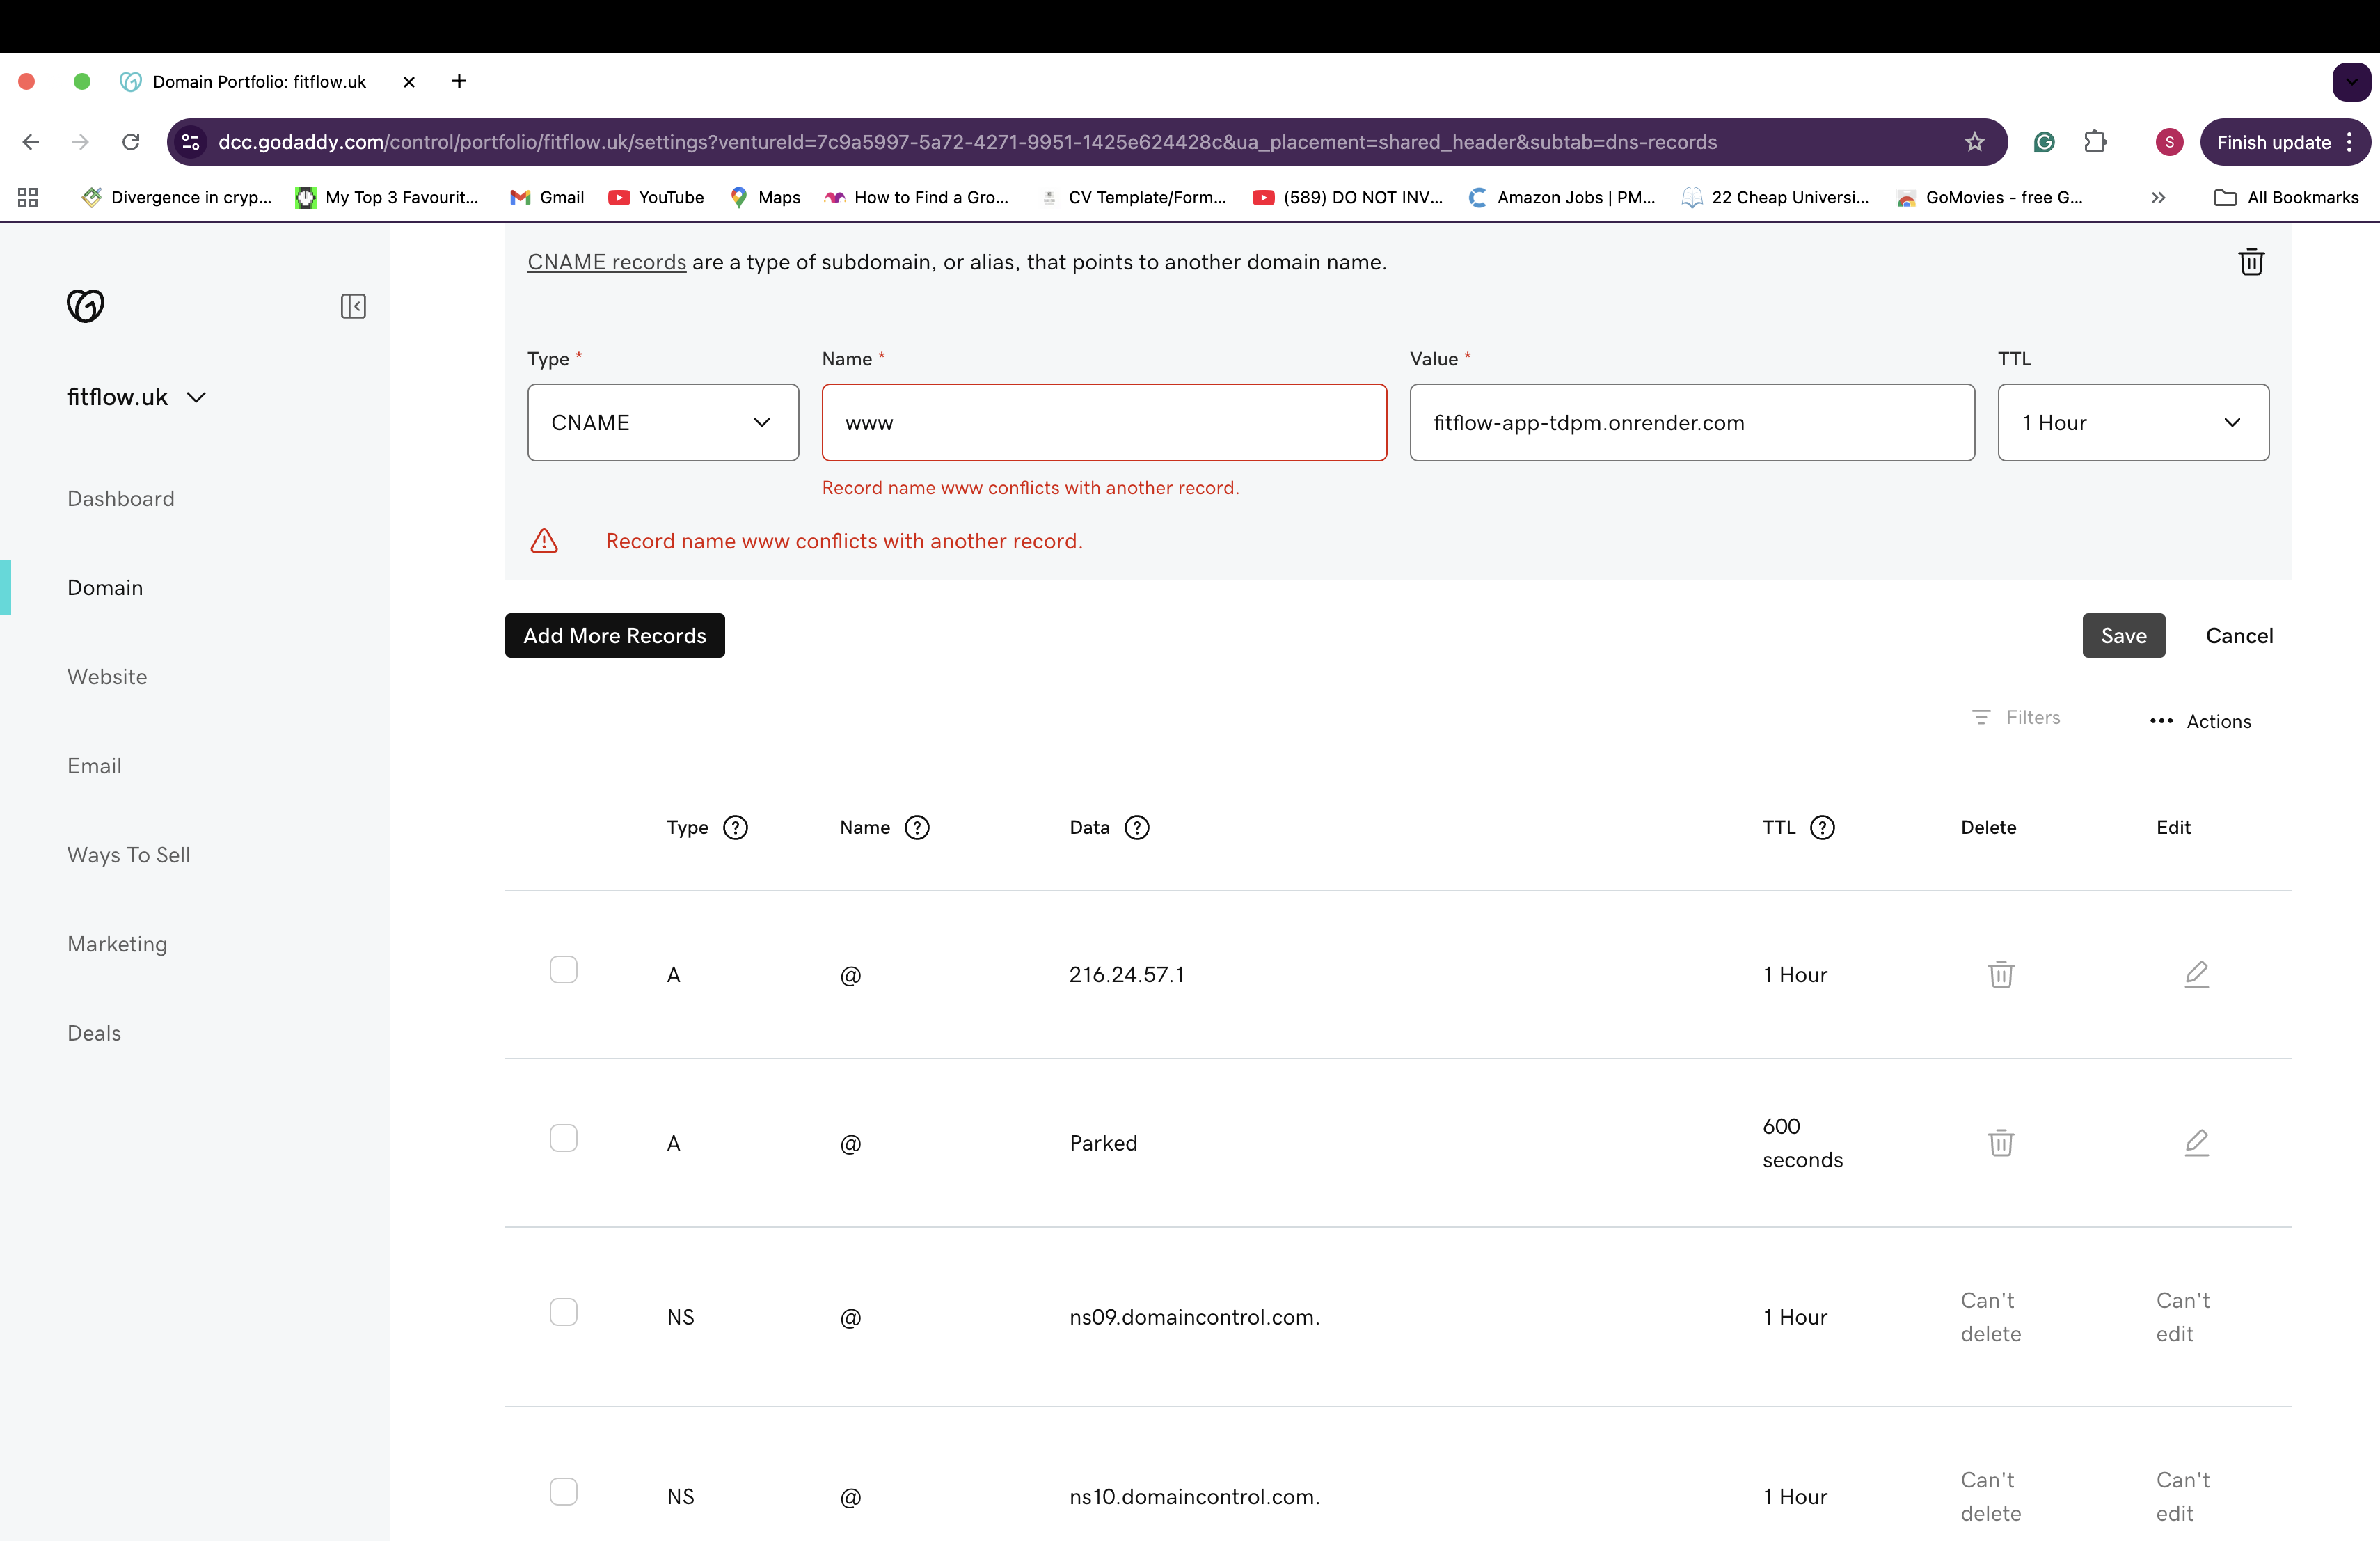 Domain Portfolio: fitflow.uk
dcc.godaddy.com/control/portfolio/fitflow.uk/settings?ventureId=7c9a5997-5a72-4271-9951-1425e624428c&ua_placement=shared_header&subtab=dns-records
S
Finish update
Divergence in cryp...
My Top 3 Favourit...
Gmail
YouTube
Maps
How to Find a Gro...
CV Template/Form...
(589) DO NOT INV...
Amazon Jobs | PM...
22 Cheap Universi...
GoMovies - free G...
All Bookmarks
fitflow.uk
Dashboard
Domain
Website
Email
Ways To Sell
Marketing
Deals
CNAME records are a type of subdomain, or alias, that points to another domain name.
Type * Name * Value * TTL
CNAME www fitflow-app-tdpm.onrender.com 1 Hour
Record name www conflicts with another record.
Record name www conflicts with another record.
Add More Records Save Cancel
Filters Actions
Type Name Data TTL Delete Edit
A @ 216.24.57.1 1 Hour
A @ Parked 600 seconds
NS @ ns09.domaincontrol.com. 1 Hour Can't delete Can't edit
NS @ ns10.domaincontrol.com. 1 Hour Can't delete Can't edit